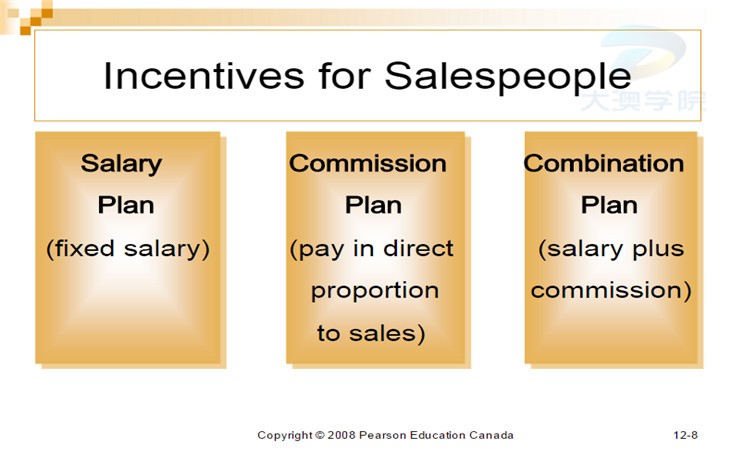 Incentives for Salespeople
大澳学院
Salary
Plan
(fixed salary)
Commission
Plan
(pay in direct
proportion
to sales)
Combination
Plan
(salary plus
commission)
Copyright © 2008 Pearson Education Canada
12-8